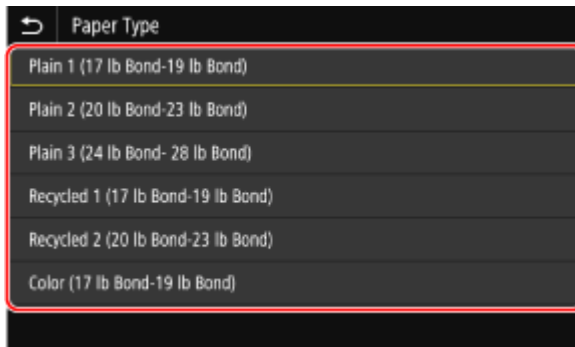 Paper Type
Plain 1 (17 lb Bond-19 lb Bond)
Plain 2 (20 lb Bond-23 lb Bond)
Plain 3 (24 lb Bond- 28 lb Bond)
Recycled 1 (17 lb Bond-19 lb Bond)
Recycled 2 (20 lb Bond-23 lb Bond)
Color (17 lb Bond-19 lb Bond)